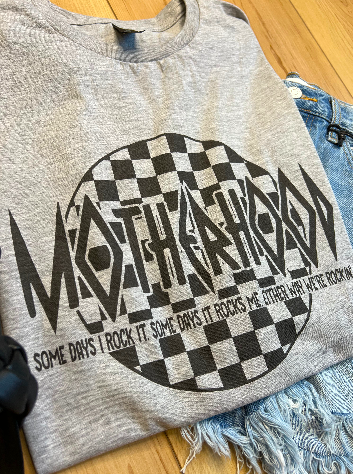 MOTHERHOOD
SOME DAYS I ROCK IT. SOME DAYS IT ROCKS ME. EITHER WAY WE'RE ROCKIN